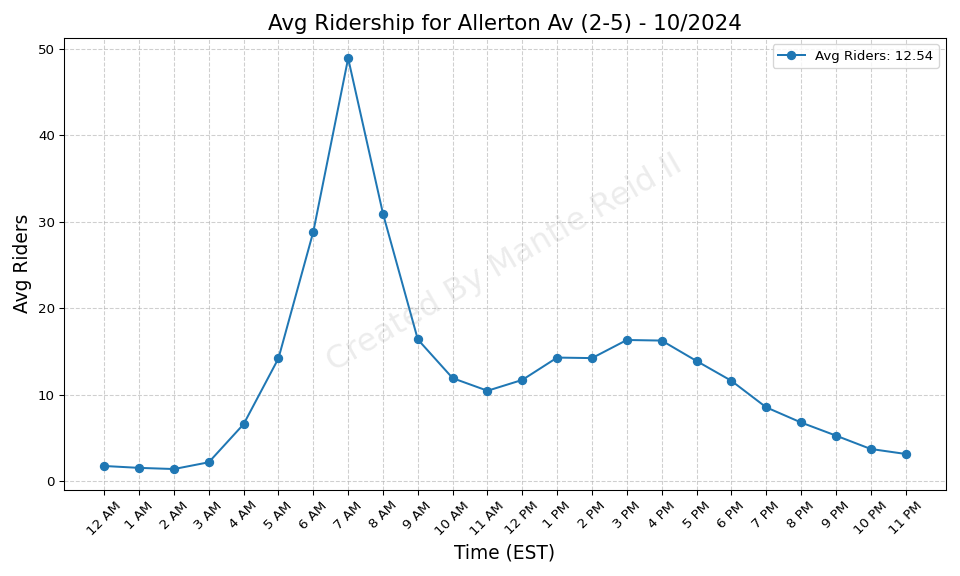 Avg Ridership for Allerton Av (2-5) - 10/2024
Avg Riders: 12.54
50
40
30
20
10
0
Avg Riders
Created By Mantie Reid II
12 AM
1 AM
2 AM
3 AM
4 AM
5 AM
6 AM
7 AM
8 AM
9 AM
10 AM
11 AM
12 PM
1 PM
2 PM
3 PM
4 PM
5 PM
6 PM
7 PM
8 PM
9 PM
10 PM
11 PM
Time (EST)